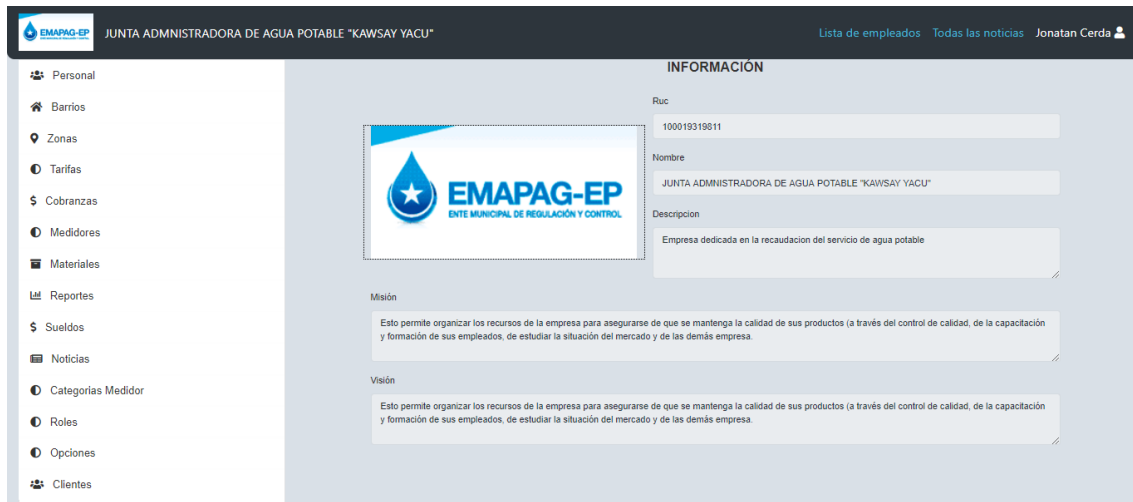 EMAPAG-EP
ENTE MUNICIPAL DE REGULACIÓN Y CONTROL
JUNTA ADMNISTRADORA DE AGUA POTABLE "KAWSAY YACU"
Lista de empleados Todas las noticias Jonatan Cerda
Personal
Barrios
Zonas
Tarifas
Cobranzas
Medidores
Materiales
Reportes
Sueldos
Noticias
Categorias Medidor
Roles
Opciones
Clientes
INFORMACIÓN
EMAPAG-EP
ENTE MUNICIPAL DE REGULACIÓN Y CONTROL
Ruc
100019319811
Nombre
JUNTA ADMNISTRADORA DE AGUA POTABLE "KAWSAY YACU"
Descripcion
Empresa dedicada en la recaudacion del servicio de agua potable
Misión
Esto permite organizar los recursos de la empresa para asegurarse de que se mantenga la calidad de sus productos (a través del control de calidad, de la capacitación
y formación de sus empleados, de estudiar la situación del mercado y de las demás empresa.
Visión
Esto permite organizar los recursos de la empresa para asegurarse de que se mantenga la calidad de sus productos (a través del control de calidad, de la capacitación
y formación de sus empleados, de estudiar la situación del mercado y de las demás empresa.